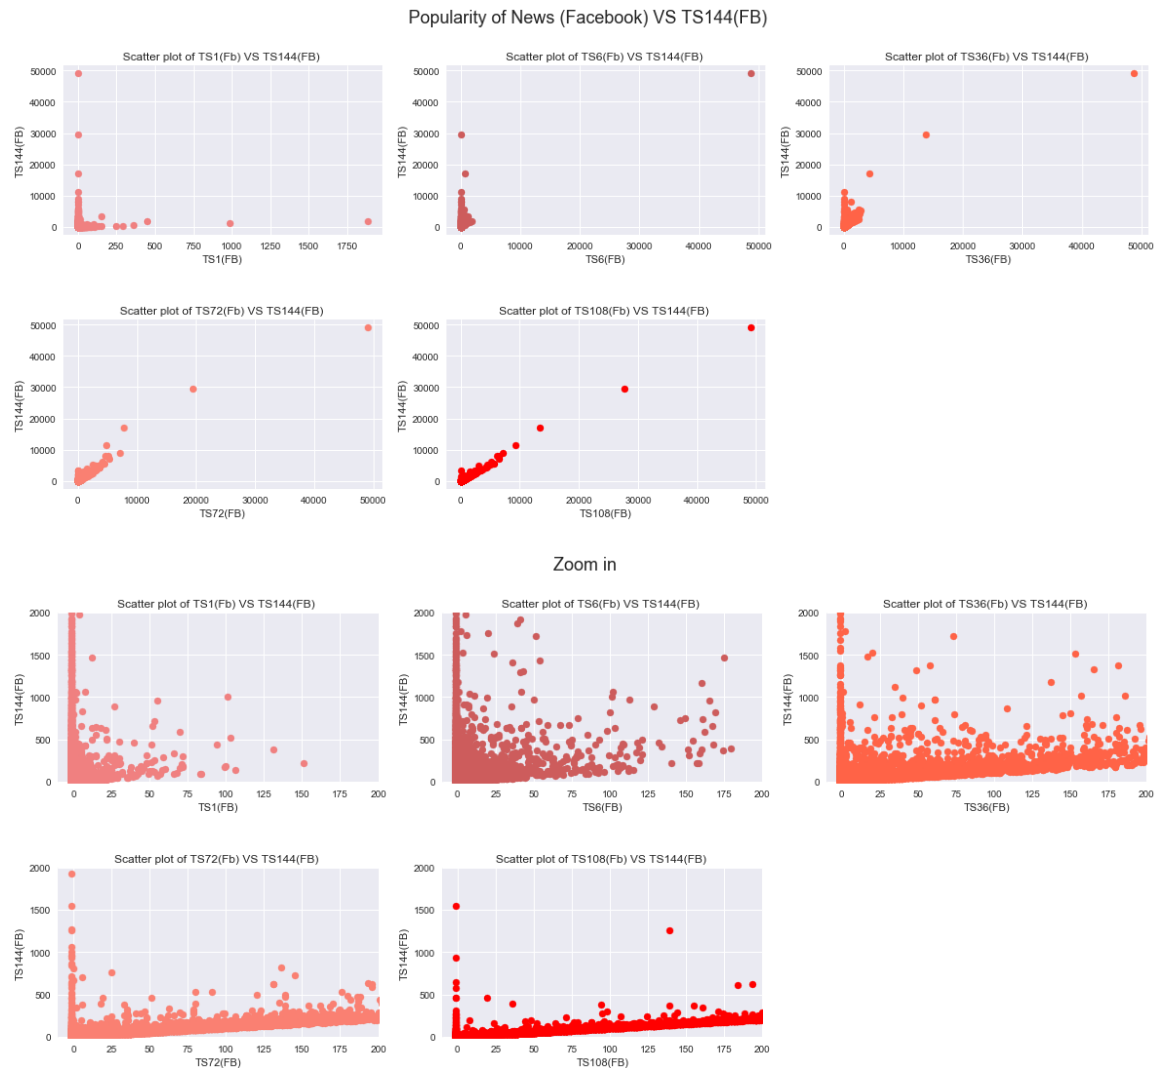 Popularity of News (Facebook) VS TS144(FB)
Scatter plot of TS1(Fb) VS TS144(FB)
50000
40000
30000
20000
10000
0
TS144(FB)
0 250 500 750 1000 1250 1500 1750
TS1(FB)
Scatter plot of TS6(Fb) VS TS144(FB)
50000
40000
30000
20000
10000
0
TS144(FB)
0 10000 20000 30000 40000 50000
TS6(FB)
Scatter plot of TS36(Fb) VS TS144(FB)
50000
40000
30000
20000
10000
0
TS144(FB)
0 10000 20000 30000 40000 50000
TS36(FB)
Scatter plot of TS72(Fb) VS TS144(FB)
50000
40000
30000
20000
10000
0
TS144(FB)
0 10000 20000 30000 40000 50000
TS72(FB)
Scatter plot of TS108(Fb) VS TS144(FB)
50000
40000
30000
20000
10000
0
TS144(FB)
0 10000 20000 30000 40000 50000
TS108(FB)
Zoom in
Scatter plot of TS1(Fb) VS TS144(FB)
2000
1500
1000
500
0
TS144(FB)
0 25 50 75 100 125 150 175 200
TS1(FB)
Scatter plot of TS6(Fb) VS TS144(FB)
2000
1500
1000
500
0
TS144(FB)
0 25 50 75 100 125 150 175 200
TS6(FB)
Scatter plot of TS36(Fb) VS TS144(FB)
2000
1500
1000
500
0
TS144(FB)
0 25 50 75 100 125 150 175 200
TS36(FB)
Scatter plot of TS72(Fb) VS TS144(FB)
2000
1500
1000
500
0
TS144(FB)
0 25 50 75 100 125 150 175 200
TS72(FB)
Scatter plot of TS108(Fb) VS TS144(FB)
2000
1500
1000
500
0
TS144(FB)
0 25 50 75 100 125 150 175 200
TS108(FB)